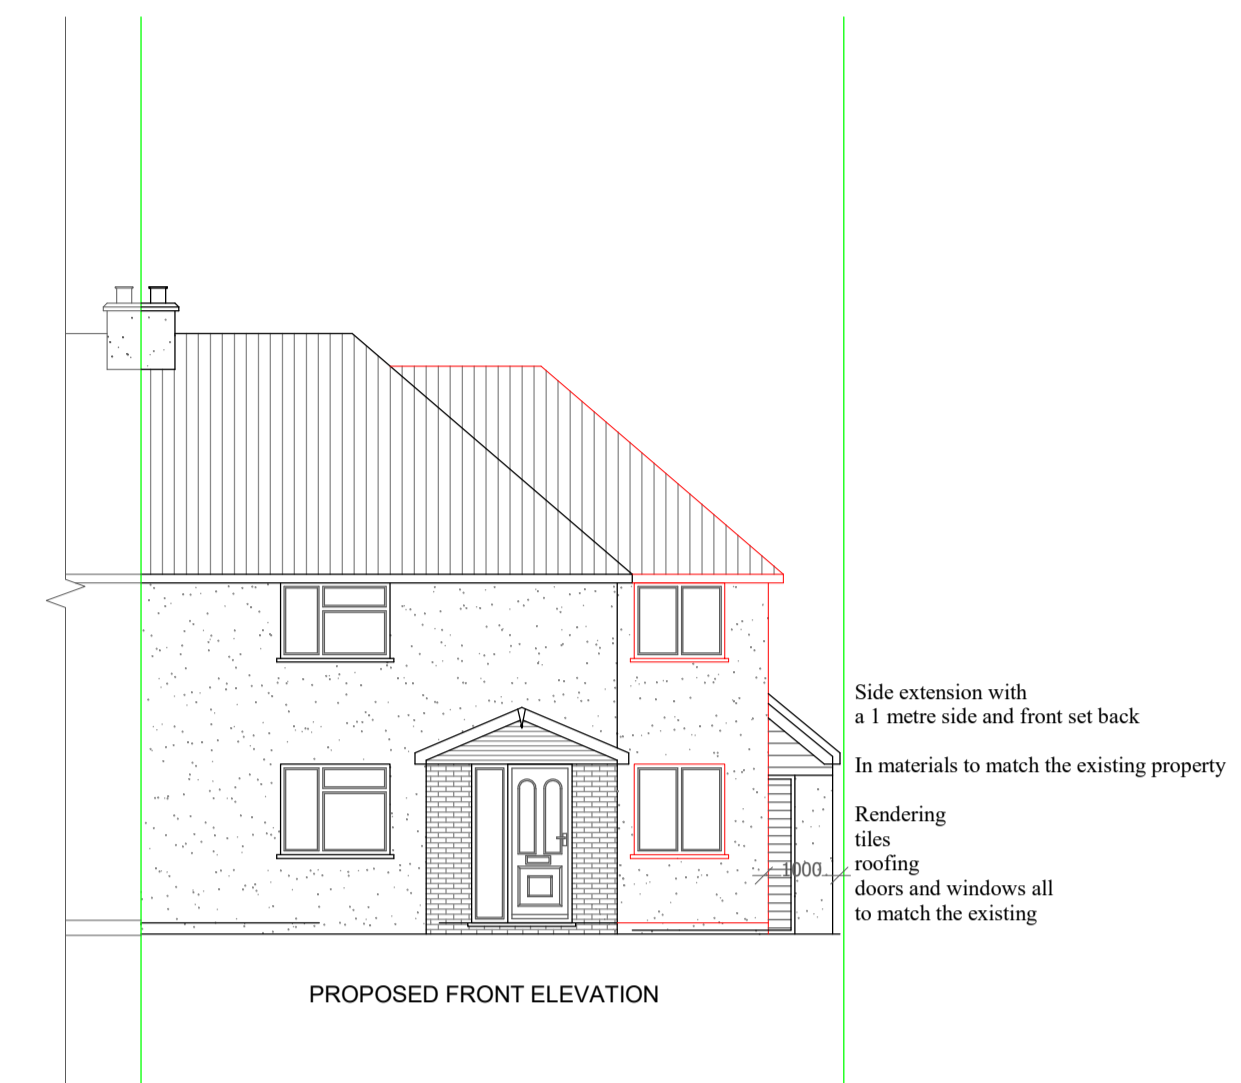 Side extension with
a 1 metre side and front set back
In materials to match the existing property
Rendering
tiles
roofing
doors and windows all
to match the existing
1000
PROPOSED FRONT ELEVATION